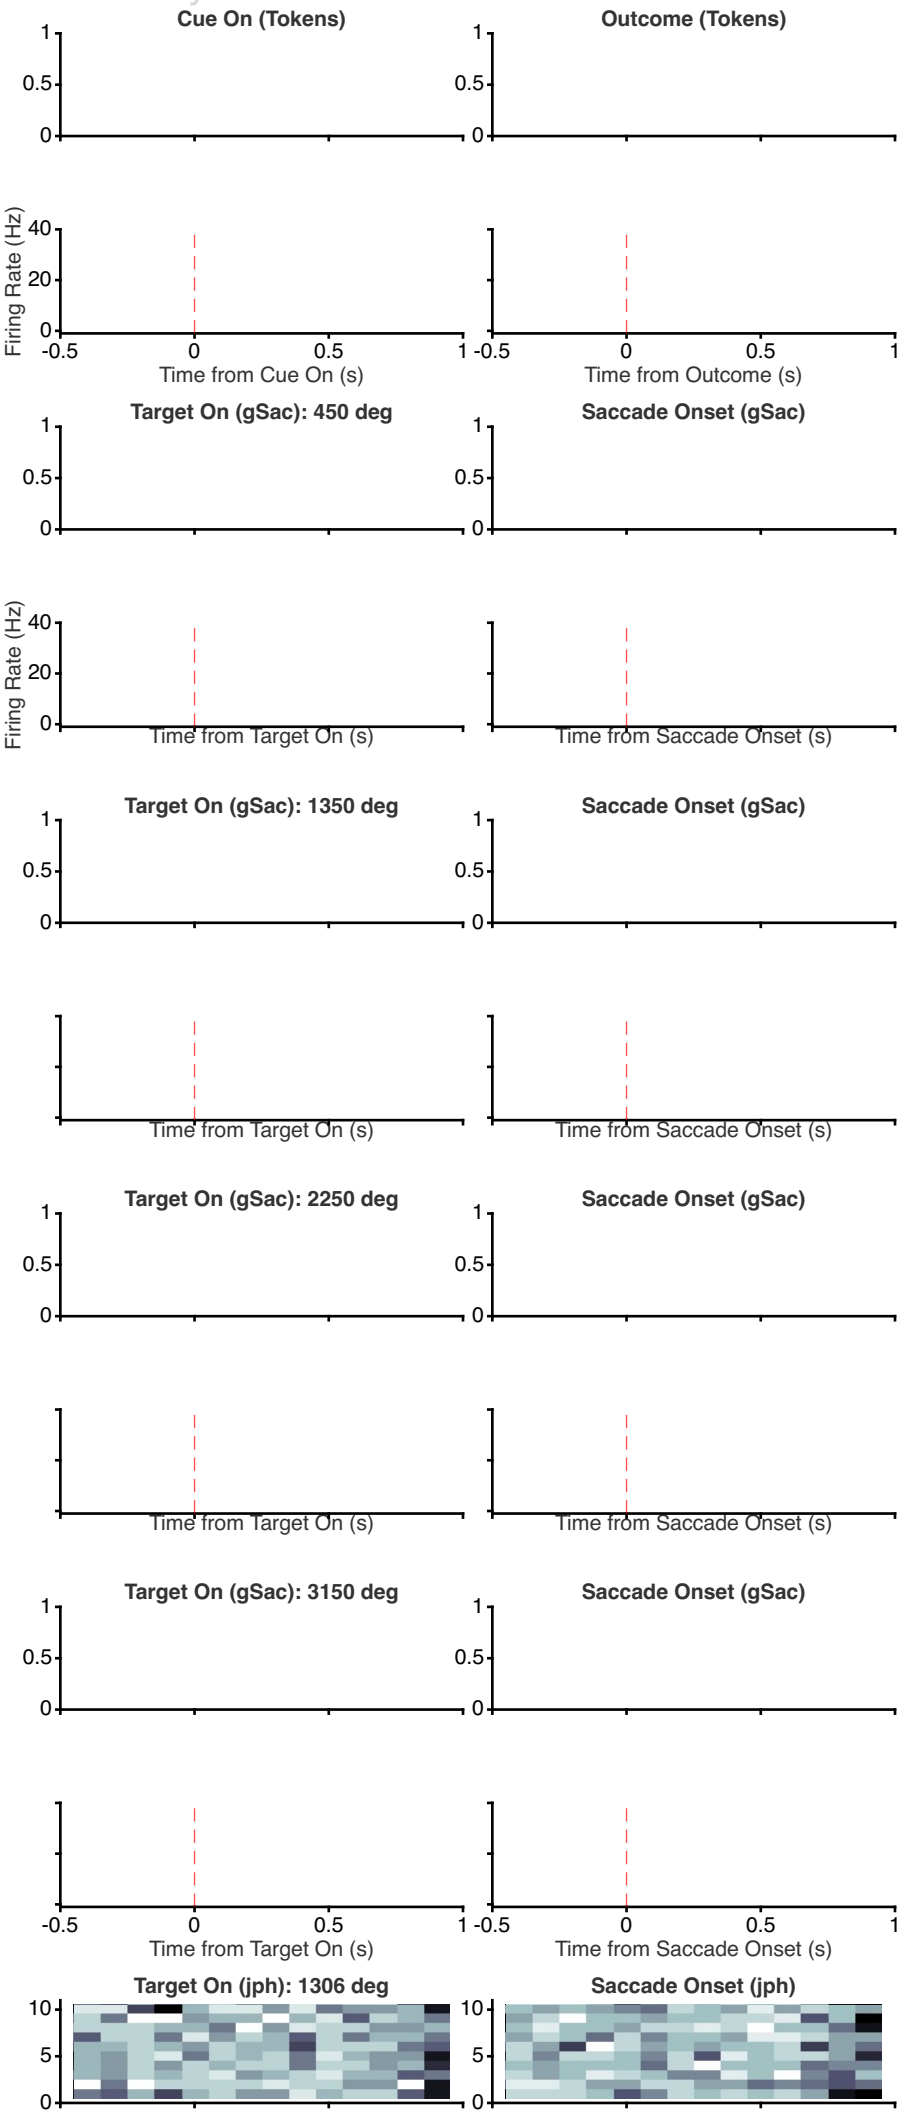 Cue On (Tokens) Outcome (Tokens)
1 1
0.5 0.5
0 0
Firing Rate (Hz)
40
20
0
-0.5 0 0.5 1 -0.5 0 0.5 1
Time from Cue On (s) Time from Outcome (s)
Target On (gSac): 450 deg Saccade Onset (gSac)
1 1
0.5 0.5
0 0
Firing Rate (Hz)
40
20
0
Time from Target On (s) Time from Saccade Onset (s)
Target On (gSac): 1350 deg Saccade Onset (gSac)
1 1
0.5 0.5
0 0
Time from Target On (s) Time from Saccade Onset (s)
Target On (gSac): 2250 deg Saccade Onset (gSac)
1 1
0.5 0.5
0 0
Time from Target On (s) Time from Saccade Onset (s)
Target On (gSac): 3150 deg Saccade Onset (gSac)
1 1
0.5 0.5
0 0
-0.5 0 0.5 1 -0.5 0 0.5 1
Time from Target On (s) Time from Saccade Onset (s)
Target On (jph): 1306 deg Saccade Onset (jph)
10 10
5 5
0 0